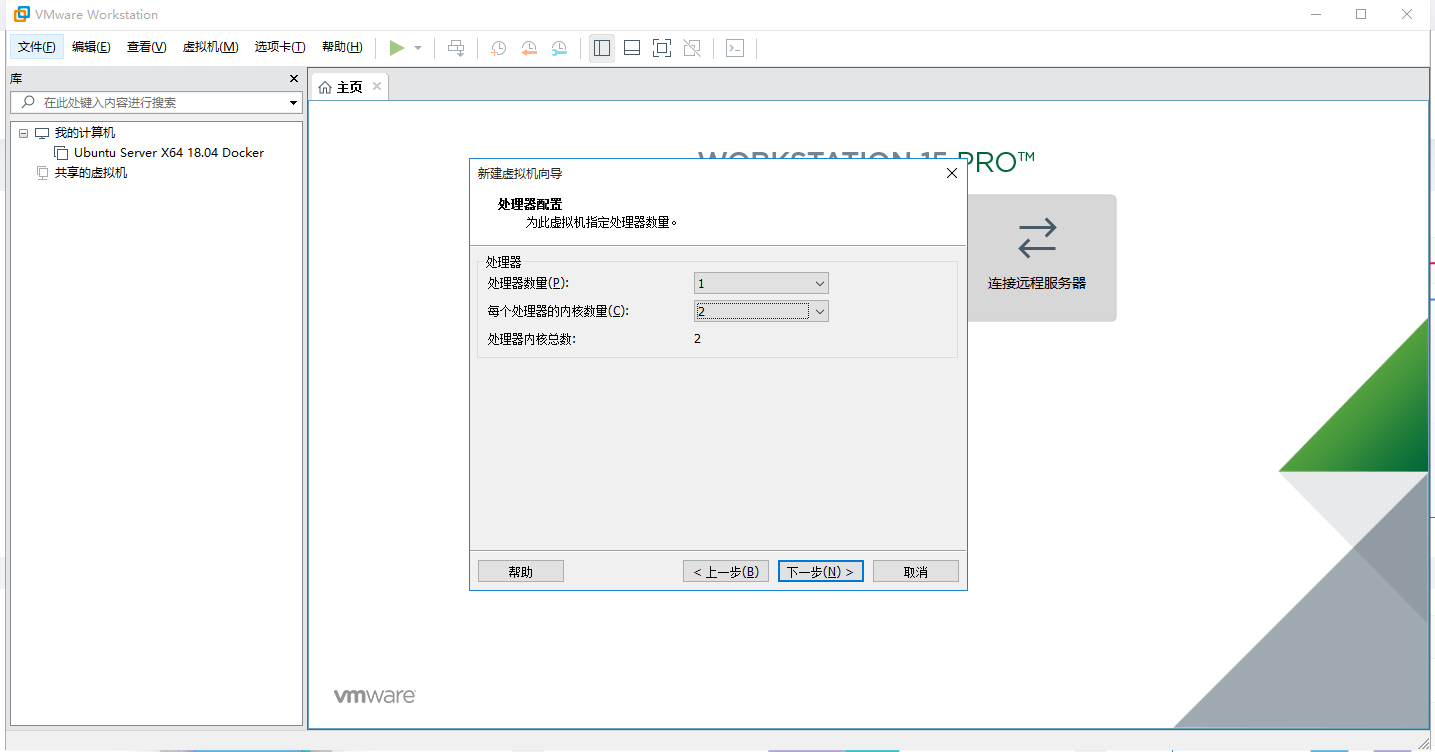 VMware Workstation
文件(F) 编辑(E) 查看(V) 虚拟机(M) 选项卡(T) 帮助(H)
库
在此处键入内容进行搜索
我的计算机
Ubuntu Server X64 18.04 Docker
共享的虚拟机
主页
WORKSTATION 15 PRO™
新建虚拟机向导
处理器配置
为此虚拟机指定处理器数量。
处理器
处理器数量(P): 1
每个处理器的内核数量(C): 2
处理器内核总数: 2
帮助 < 上一步(B) 下一步(N) > 取消
连接远程服务器
vmware